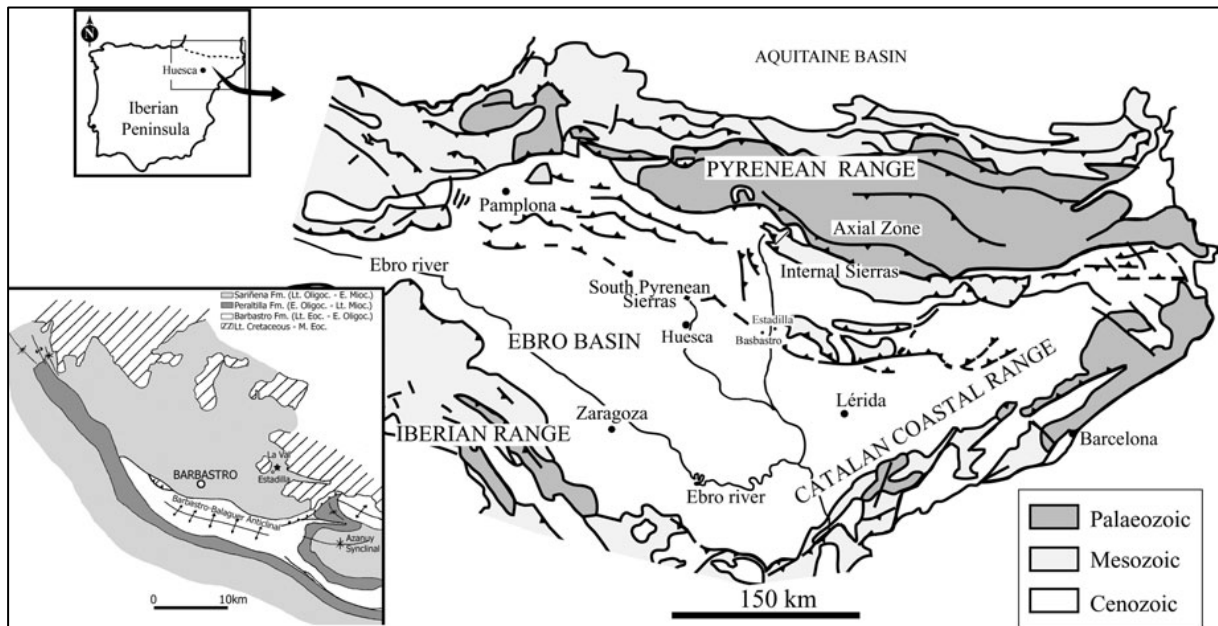 N
Huesca
Iberian
Peninsula
AQUITAINE BASIN
PYRENEAN RANGE
Pamplona
Axial Zone
Ebro river
Internal Sierras
South Pyrenean
Sierras
Huesca
Estadilla
Basbastro
EBRO BASIN
Zaragoza
Lérida
IBERIAN RANGE
CATALAN COASTAL RANGE
Barcelona
Ebro river
150 km
Palaeozoic
Mesozoic
Cenozoic
Sariñena Fm. (Lt. Oligoc. - E. Mioc.)
Peraltilla Fm. (E. Oligoc. - Lt. Mioc.)
Barbastro Fm. (Lt. Eoc. - E. Oligoc.)
Lt. Cretaceous - M. Eoc.
La Val
Estadilla
BARBASTRO
Barbastro-Balaguer Anticlinal
Azanuy
Synclinal
0 10km